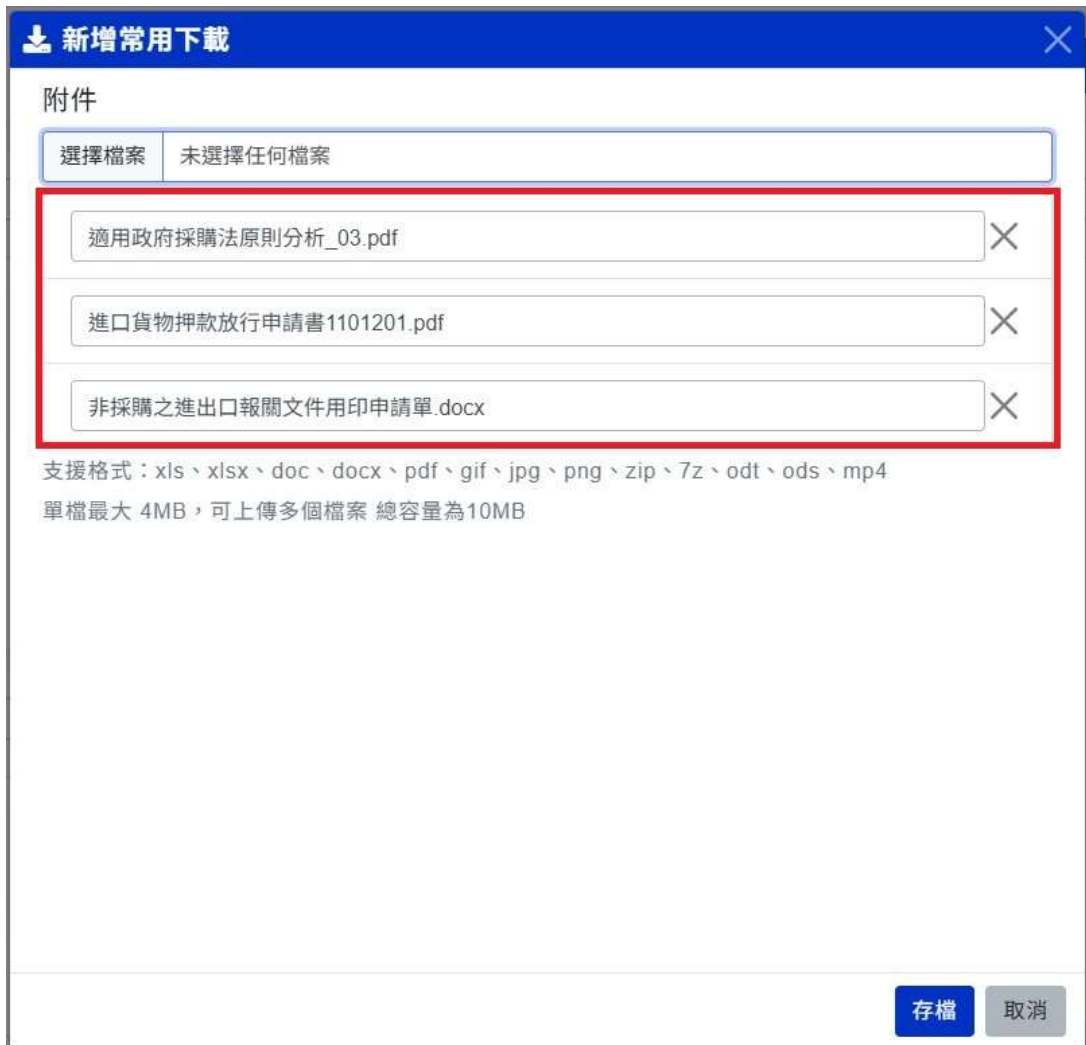 新增常用下載
附件
選擇檔案 未選擇任何檔案
適用政府採購法原則分析_03.pdf
進口貨物押款放行申請書1101201.pdf
非採購之進出口報關文件用印申請單.docx
支援格式：xls、xlsx、doc、docx、pdf、gif、jpg、png、zip、7z、odt、ods、mp4
單檔最大 4MB，可上傳多個檔案 總容量為10MB
存檔 取消